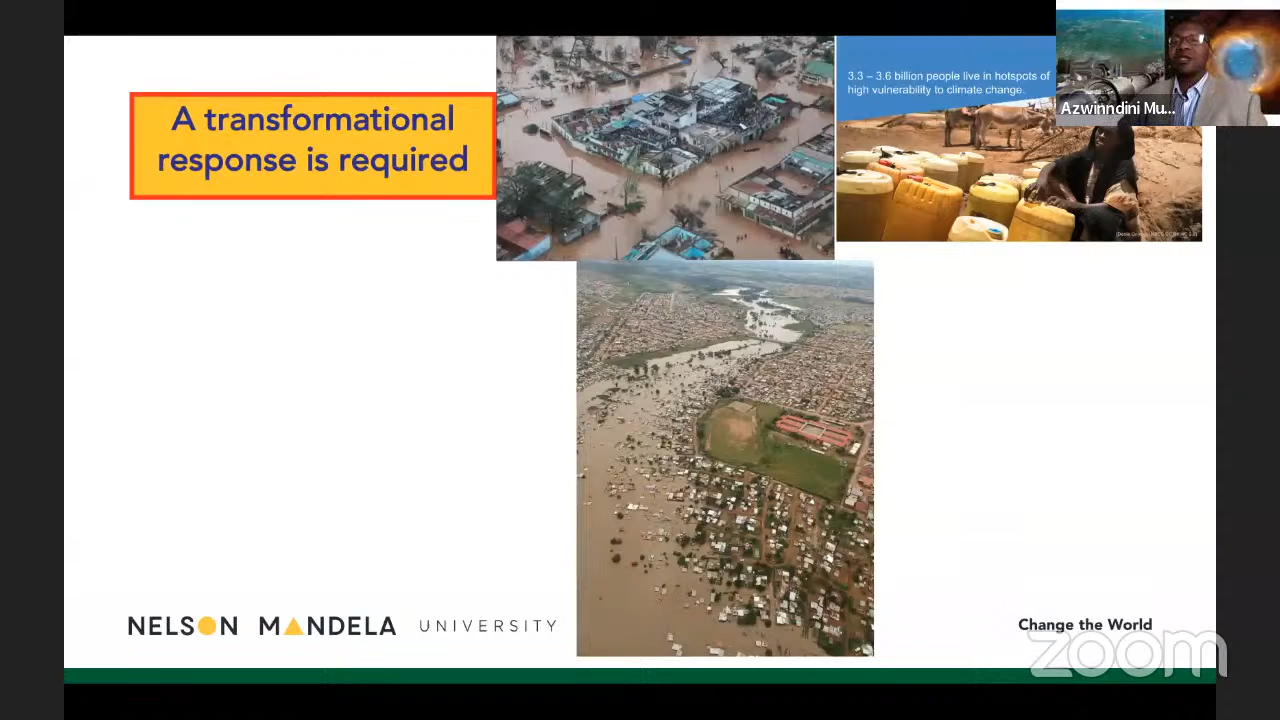 A transformational
response is required
3.3 – 3.6 billion people live in hotspots of
high vulnerability to climate change.
Azwinndini Mu...
NELSON MANDELA UNIVERSITY
Change the World
zoom